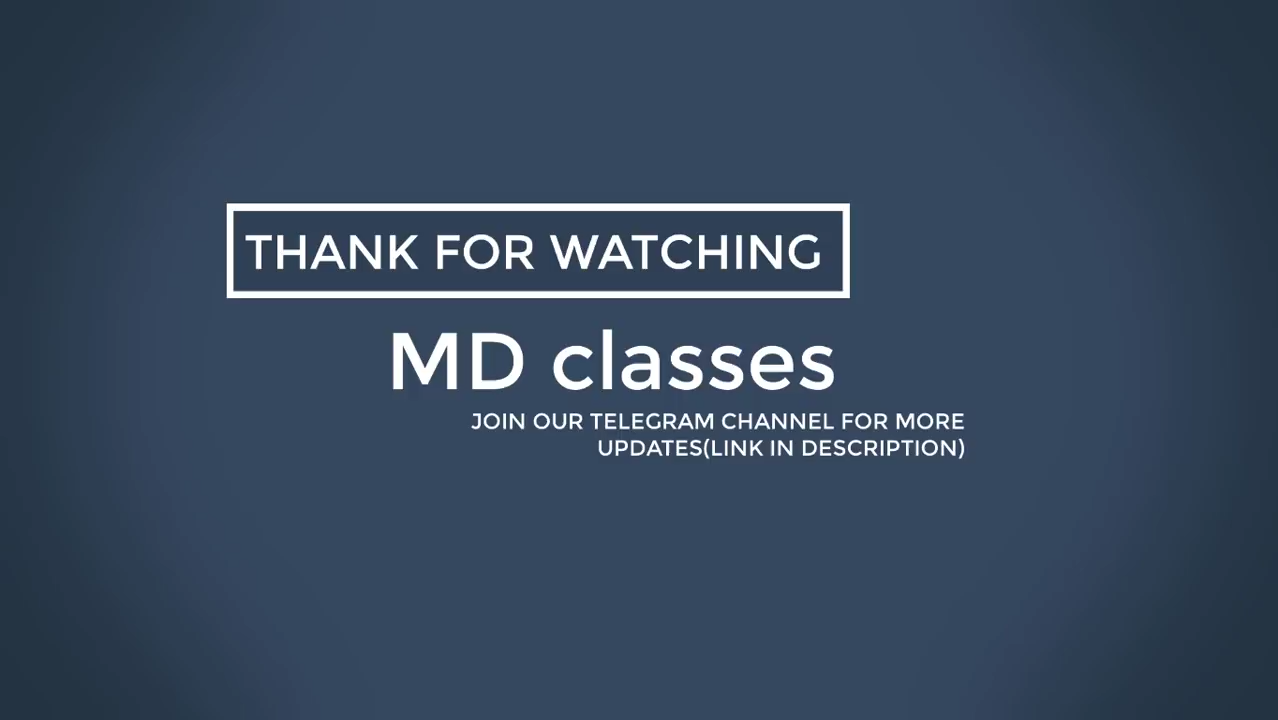 THANK FOR WATCHING
MD classes
JOIN OUR TELEGRAM CHANNEL FOR MORE
UPDATES(LINK IN DESCRIPTION)